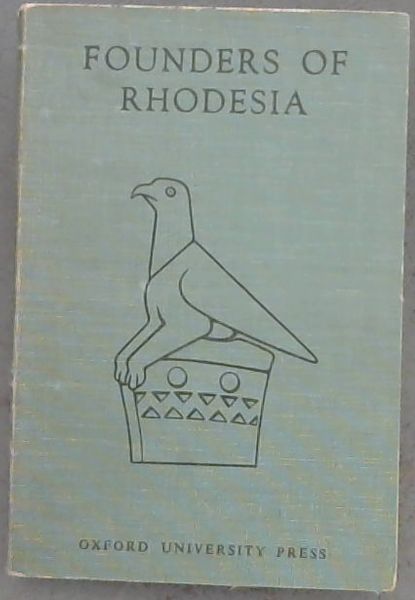 FOUNDERS OF
RHODESIA
OXFORD UNIVERSITY PRESS